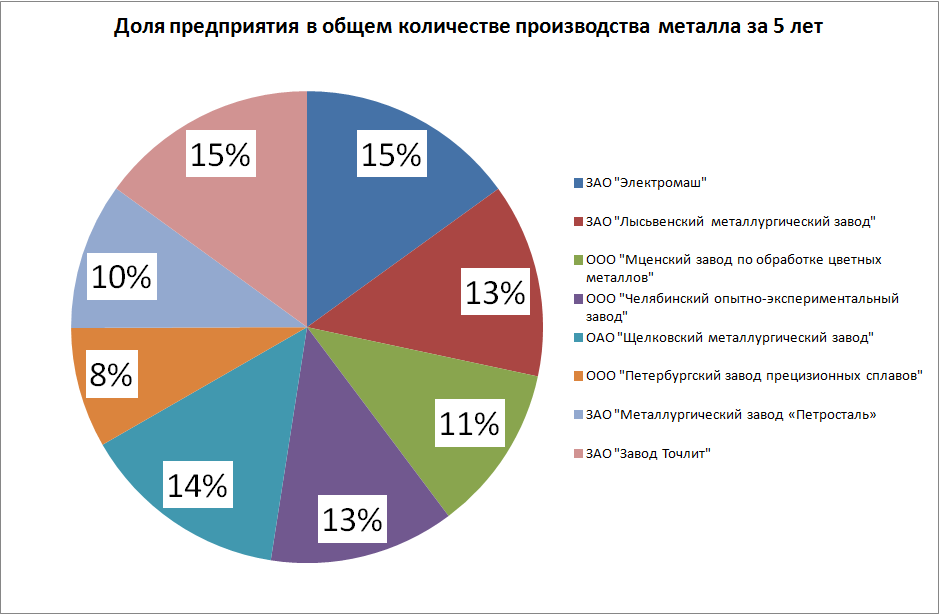 Доля предприятия в общем количестве производства металла за 5 лет
15%
15%
13%
10%
8%
11%
14%
13%
ЗАО "Электромаш"
ЗАО "Лысьвенский металлургический завод"
ООО "Мценский завод по обработке цветных
металлов"
ООО "Челябинский опытно-экспериментальный
завод"
ОАО "Щелковский металлургический завод"
ООО "Петербургский завод прецизионных сплавов"
ЗАО "Металлургический завод «Петросталь»
ЗАО "Завод Точлит"